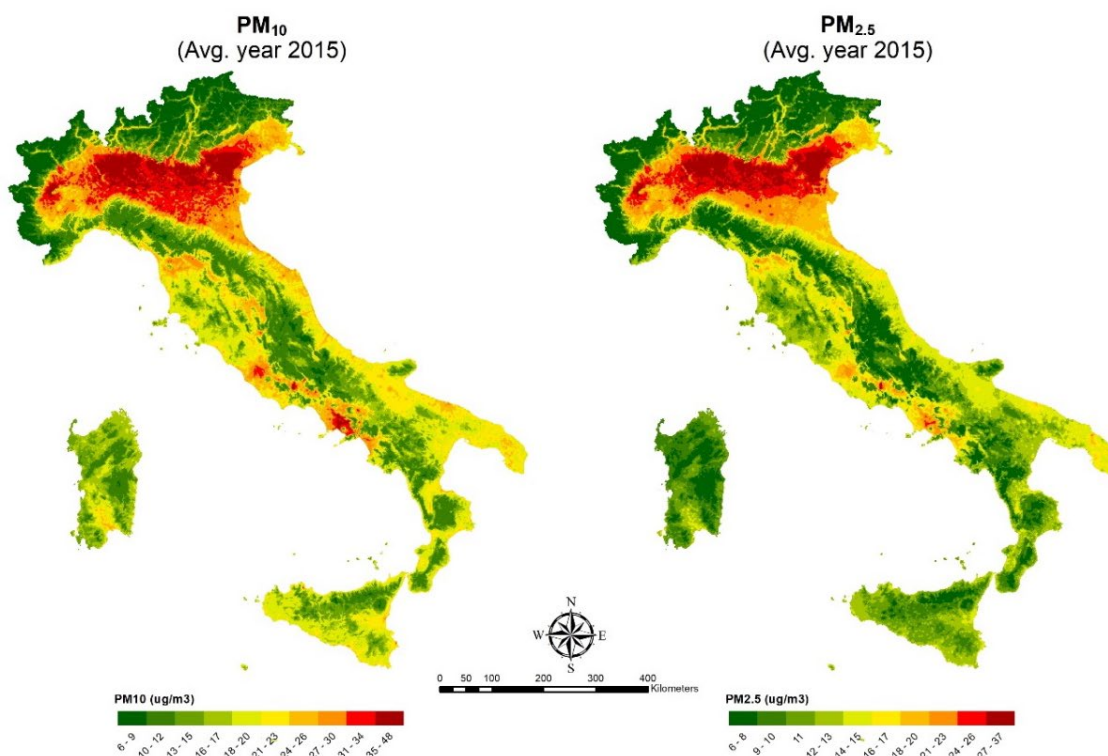 PM10
(Avg. year 2015)
PM2.5
(Avg. year 2015)
N
W E
S
0 50 100 200 300 400
Kilometers
PM10 (ug/m3)
6 - 9
10 - 12
13 - 15
16 - 17
18 - 20
21 - 23
24 - 26
27 - 30
31 - 34
35 - 48
PM2.5 (ug/m3)
6 - 8
9 - 10
11
12 - 13
14 - 15
16 - 17
18 - 20
21 - 23
24 - 26
27 - 37